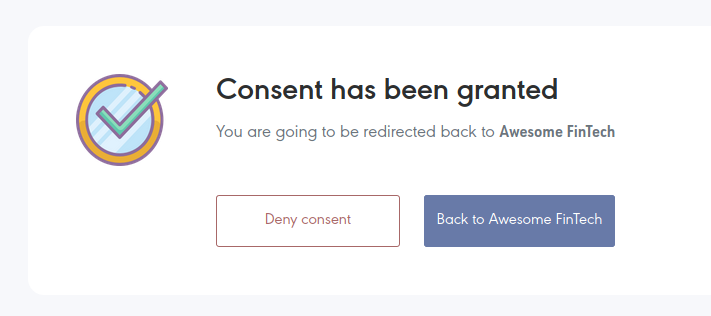 Consent has been granted
You are going to be redirected back to Awesome FinTech
Deny consent
Back to Awesome FinTech